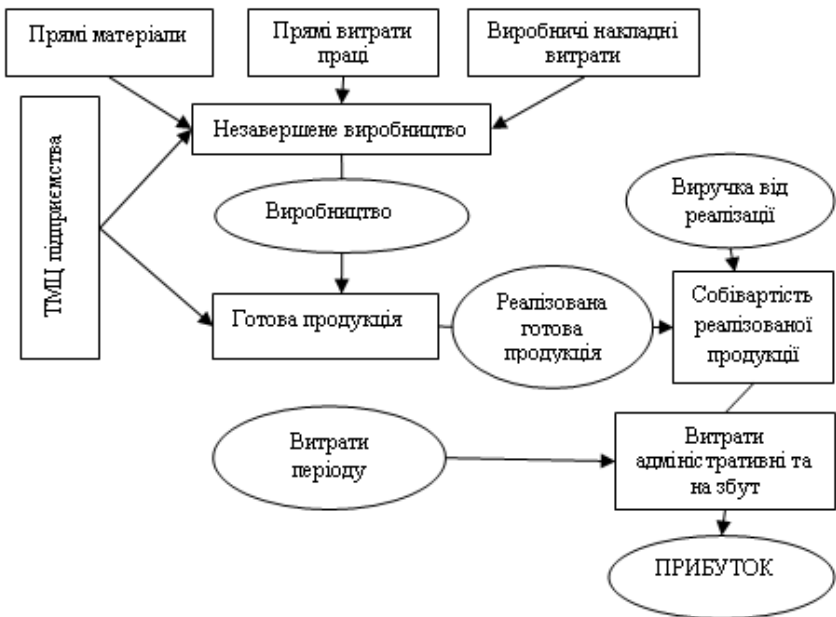 Прямі матеріали
Прямі витрати
праці
Виробничі накладні
витрати
ТМЦ підприємства
Незавершене виробництво
Виробництво
Виручка від
реалізації
Готова продукція
Реалізована
готова
продукція
Собівартість
реалізованої
продукції
Витрати
періоду
Витрати
адміністративні та
на збут
ПРИБУТОК